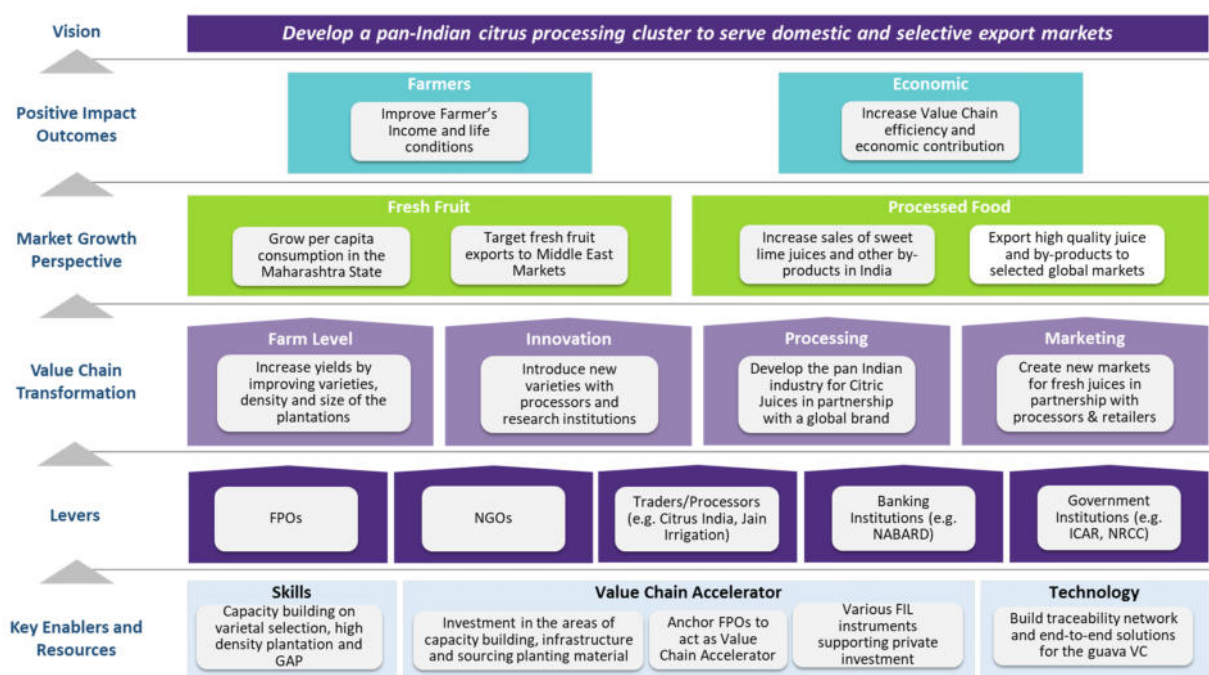 Vision
Develop a pan-Indian citrus processing cluster to serve domestic and selective export markets
Positive Impact
Outcomes
Farmers
Improve Farmer's
Income and life
conditions
Economic
Increase Value Chain
efficiency and
economic contribution
Market Growth
Perspective
Fresh Fruit
Grow per capita
consumption in the
Maharashtra State
Target fresh fruit
exports to Middle East
Markets
Processed Food
Increase sales of sweet
lime juices and other by-
products in India
Export high quality juice
and by-products to
selected global markets
Value Chain
Transformation
Farm Level
Increase yields by
improving varieties,
density and size of the
plantations
Innovation
Introduce new
varieties with
processors and
research institutions
Processing
Develop the pan Indian
industry for Citric
Juices in partnership
with a global brand
Marketing
Create new markets
for fresh juices in
partnership with
processors & retailers
Levers
FPOs
NGOs
Traders/Processors
(e.g. Citrus India, Jain
Irrigation)
Banking
Institutions (e.g.
NABARD)
Government
Institutions (e.g.
ICAR, NRCC)
Key Enablers and
Resources
Skills
Capacity building on
varietal selection, high
density plantation and
GAP
Value Chain Accelerator
Investment in the areas of
capacity building, infrastructure
and sourcing planting material
Anchor FPOs to
act as Value
Chain Accelerator
Various FIL
instruments
supporting private
investment
Technology
Build traceability network
and end-to-end solutions
for the guava VC